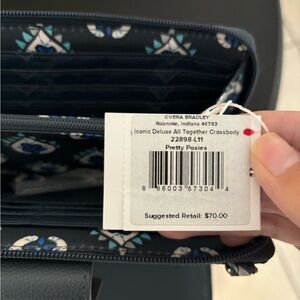 ©VERA BRADLEY
Roanoke, Indiana 46783
Iconic Deluxe All Together Crossbody
22898-L11
Pretty Posies
8 86003 57304 4
Suggested Retail: $70.00